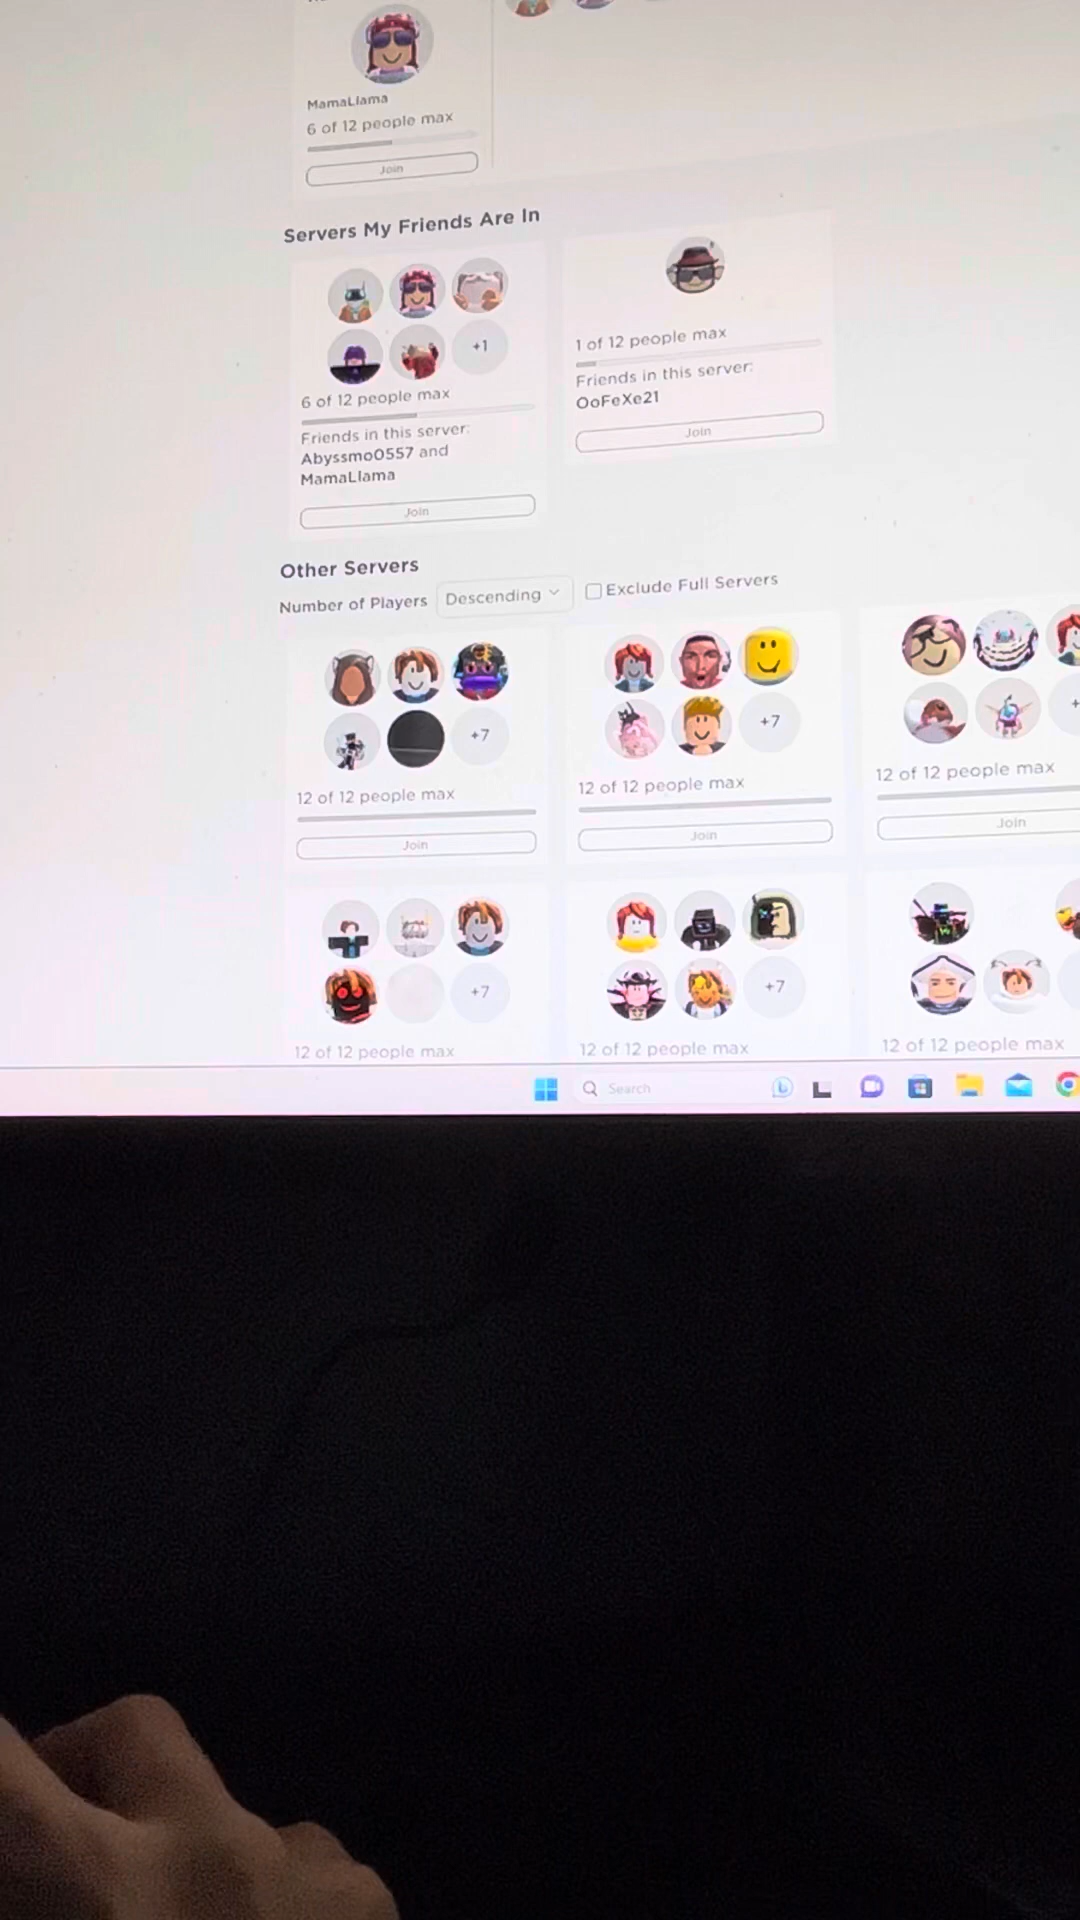 MamaLlama
6 of 12 people max
Join
Servers My Friends Are In
+1
6 of 12 people max
Friends in this server:
Abyssmo0557 and
MamaLlama
Join
1 of 12 people max
Friends in this server:
OoFeXe21
Join
Other Servers
Number of Players Descending Exclude Full Servers
+7
12 of 12 people max
Join
+7
12 of 12 people max
Join
12 of 12 people max
Join
+7
12 of 12 people max
+7
12 of 12 people max
12 of 12 people max
Search